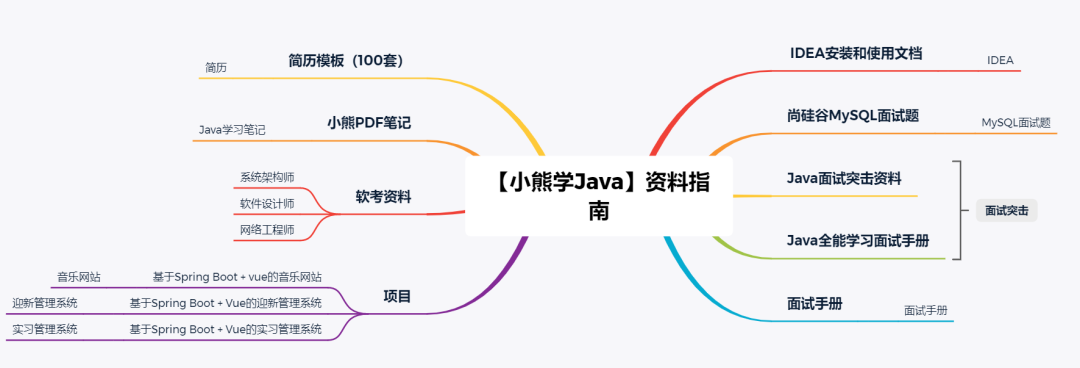 【小熊学Java】资料指
南
IDEA安装和使用文档
IDEA
尚硅谷MySQL面试题
MySQL面试题
Java面试突击资料
Java全能学习面试手册
面试突击
面试手册
面试手册
简历模板（100套）
简历
小熊PDF笔记
Java学习笔记
软考资料
系统架构师
软件设计师
网络工程师
项目
基于Spring Boot + vue的音乐网站
音乐网站
基于Spring Boot + Vue的迎新管理系统
迎新管理系统
基于Spring Boot + Vue的实习管理系统
实习管理系统